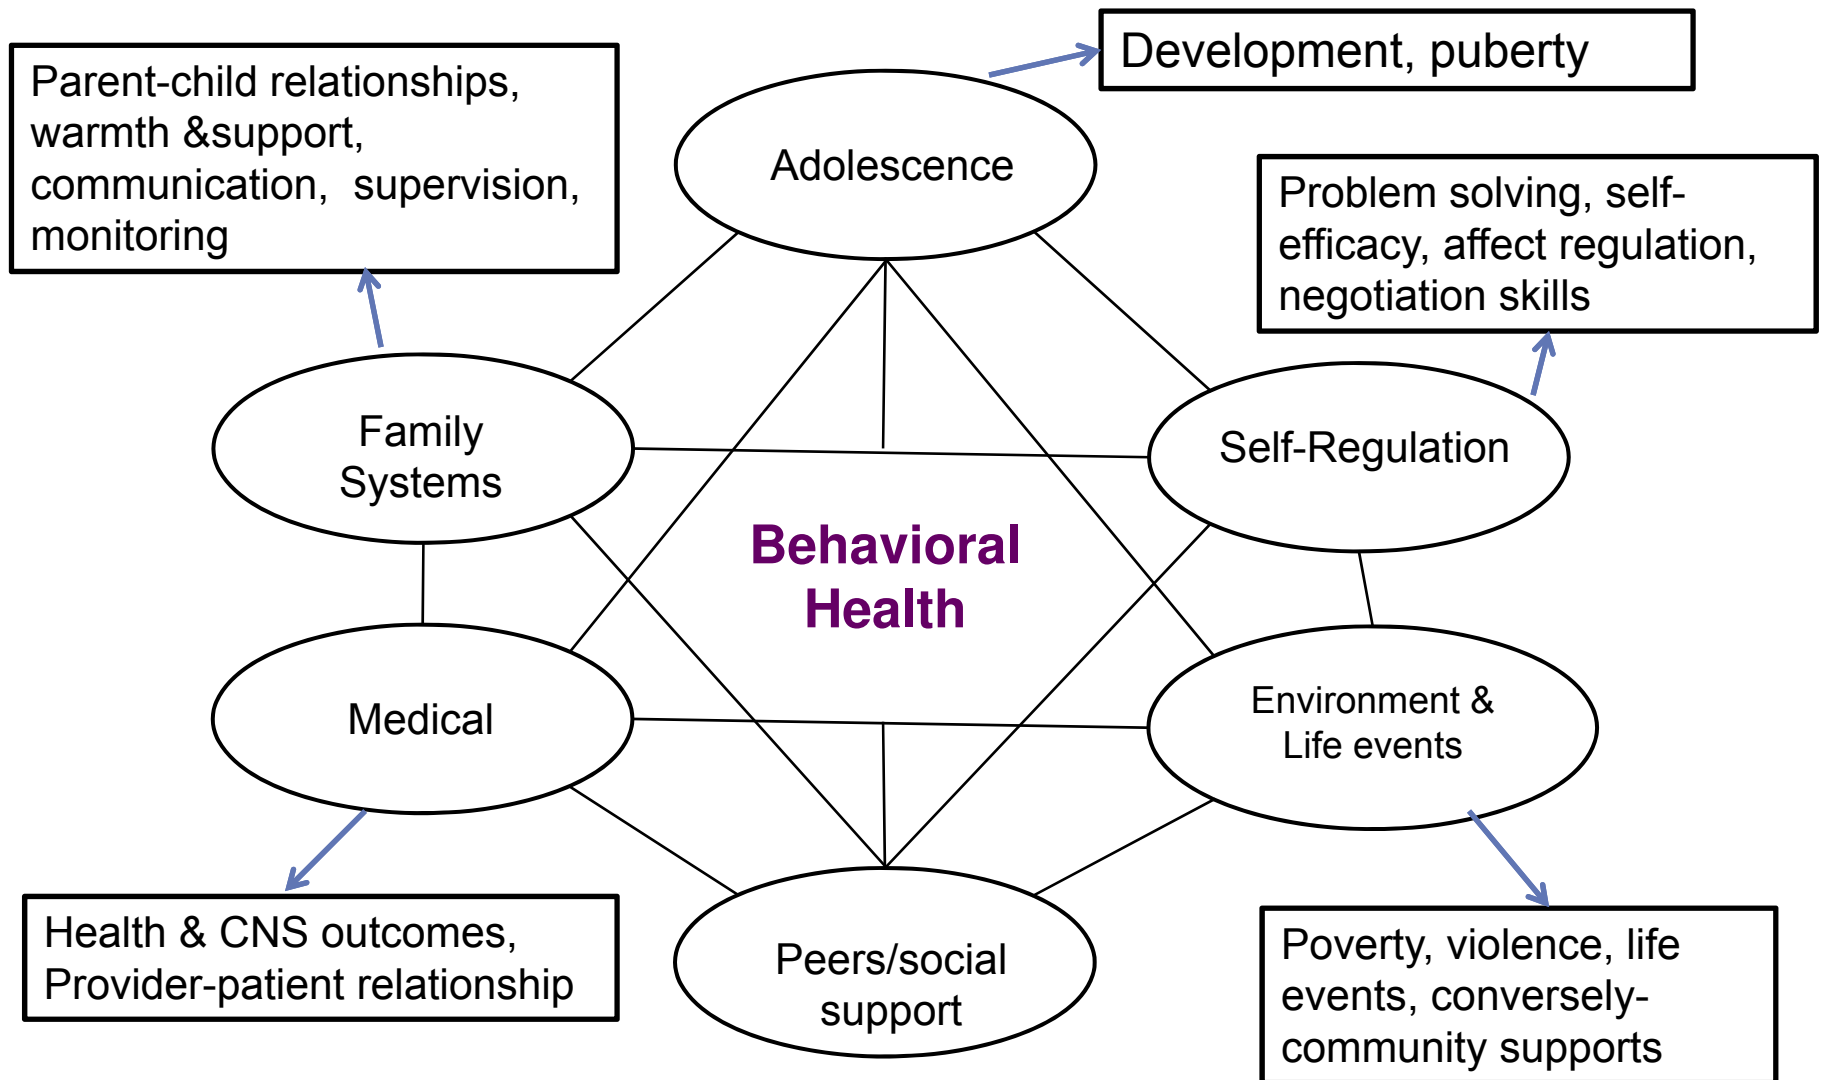 Development, puberty
Parent-child relationships,
warmth &support,
communication,  supervision,
monitoring
Adolescence
Problem solving, self-
efficacy, affect regulation,
negotiation skills
Family
Systems
Self-Regulation
Behavioral
Health
Medical
Environment &
Life events
Health & CNS outcomes,
Provider-patient relationship
Peers/social
support
Poverty, violence, life
events, conversely-
community supports